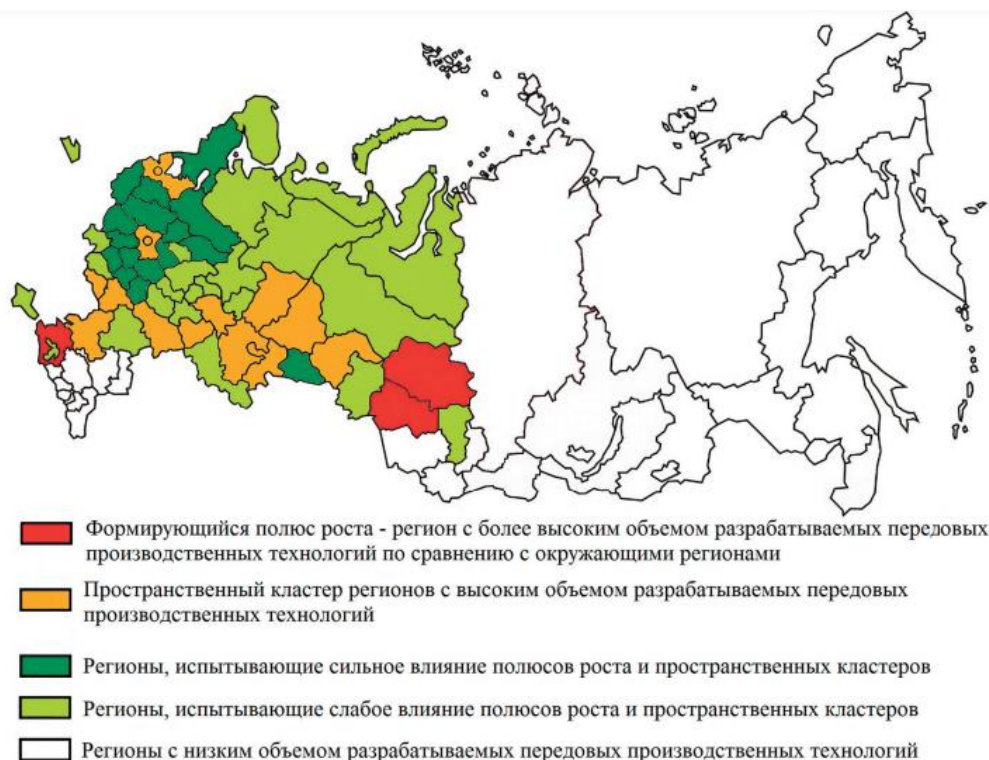 Формирующийся полюс роста - регион с более высоким объемом разрабатываемых передовых
производственных технологий по сравнению с окружающими регионами
Пространственный кластер регионов с высоким объемом разрабатываемых передовых
производственных технологий
Регионы, испытывающие сильное влияние полюсов роста и пространственных кластеров
Регионы, испытывающие слабое влияние полюсов роста и пространственных кластеров
Регионы с низким объемом разрабатываемых передовых производственных технологий